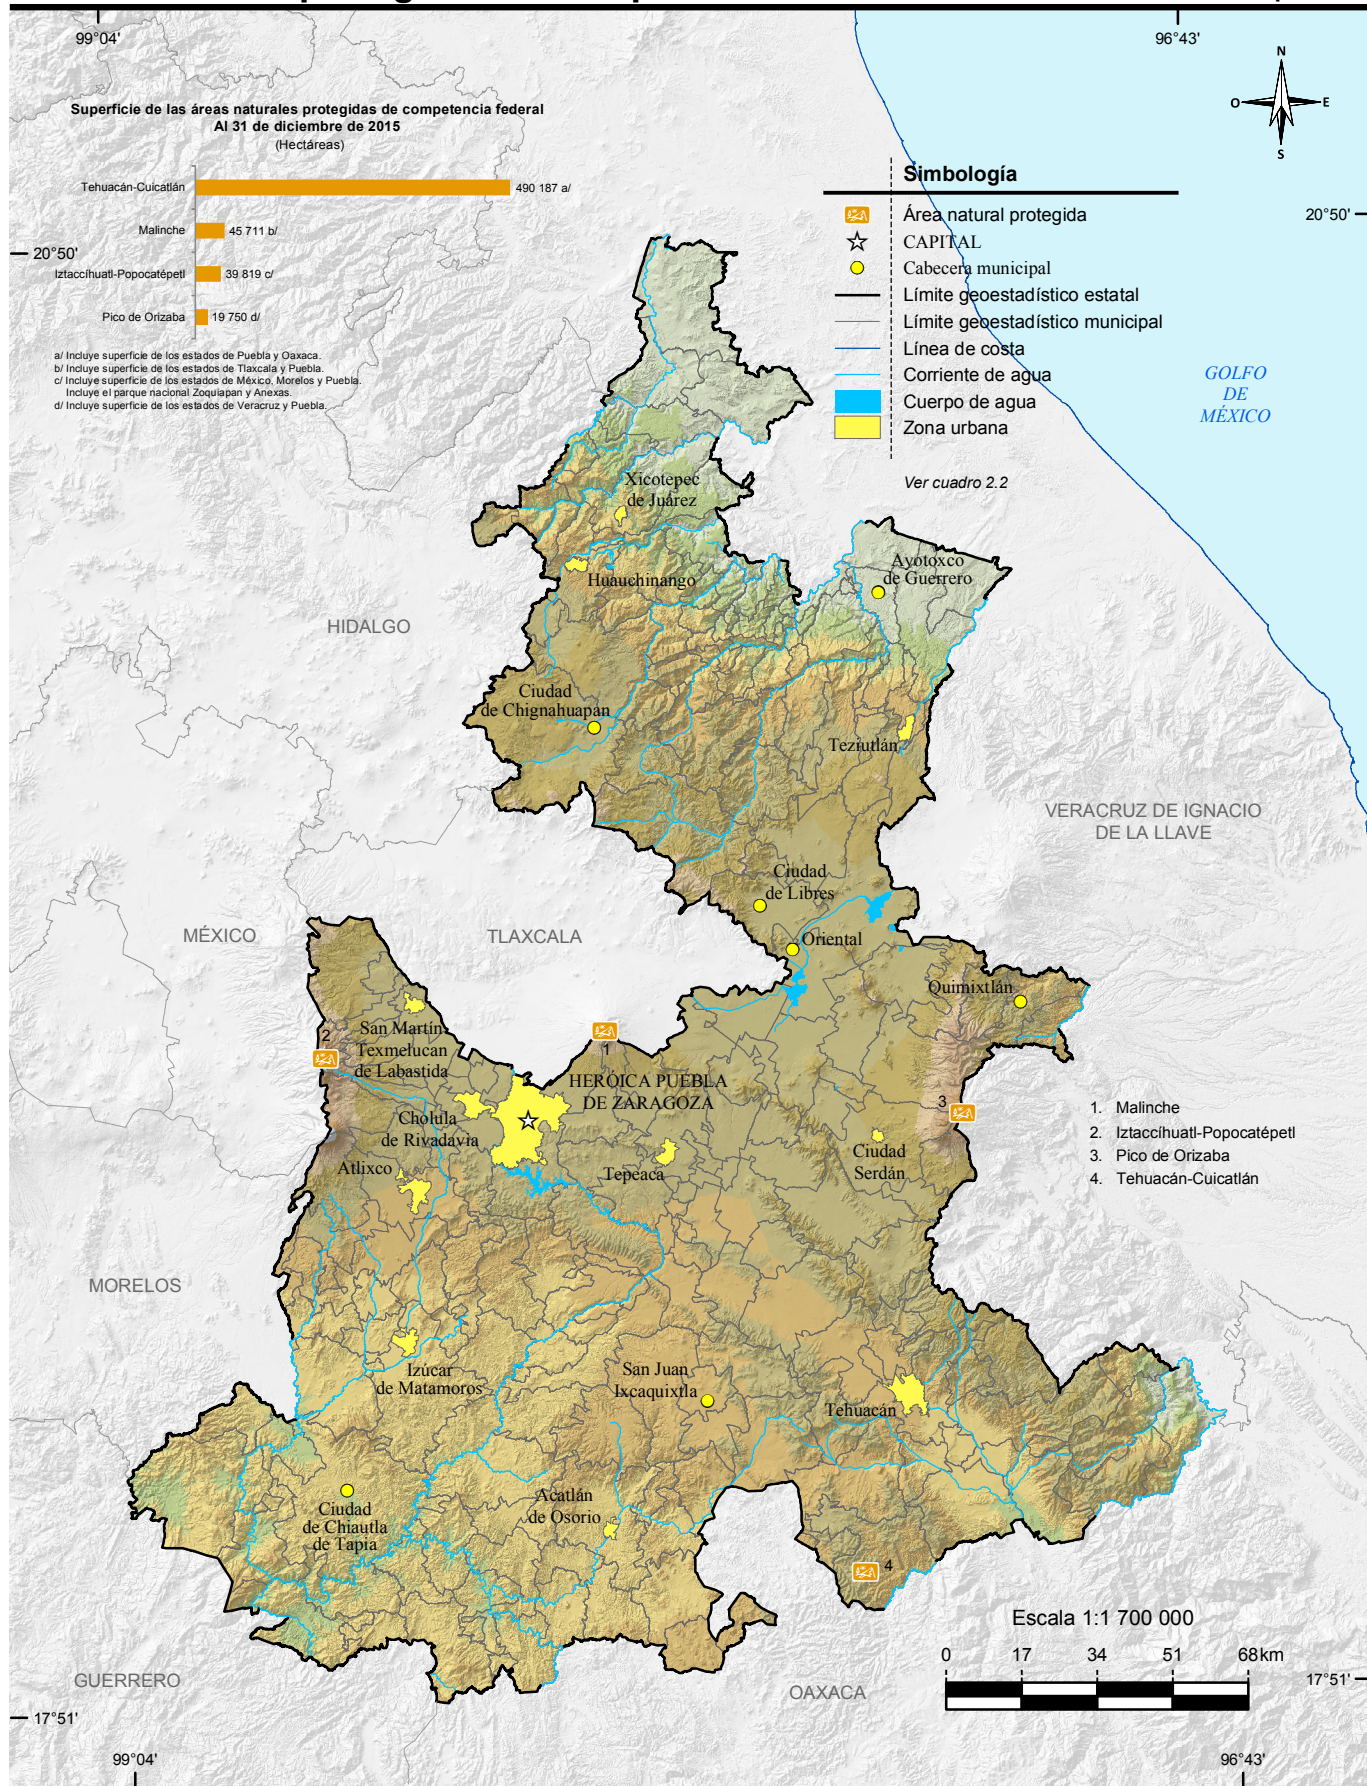 99°04'
96°43'
N
O
E
S
Superficie de las áreas naturales protegidas de competencia federal
Al 31 de diciembre de 2015
(Hectáreas)
Tehuacán-Cuicatlán
490 187 a/
Malinche
45 711 b/
Iztaccíhuatl-Popocatépetl
39 819 c/
Pico de Orizaba
19 750 d/
a/ Incluye superficie de los estados de Puebla y Oaxaca.
b/ Incluye superficie de los estados de Tlaxcala y Puebla.
c/ Incluye superficie de los estados de México, Morelos y Puebla.
Incluye el parque nacional Zoquiapan y Anexas.
d/ Incluye superficie de los estados de Veracruz y Puebla.
Simbología
Área natural protegida
CAPITAL
Cabecera municipal
Límite geoestadístico estatal
Límite geoestadístico municipal
Línea de costa
Corriente de agua
Cuerpo de agua
Zona urbana
Ver cuadro 2.2
20°50'
20°50'
GOLFO
DE
MÉXICO
Xicotepec
de Juárez
Huauchinango
Ayotoxco
de Guerrero
HIDALGO
Ciudad
de Chignahuapan
Teziutlán
VERACRUZ DE IGNACIO
DE LA LLAVE
Ciudad
de Libres
MÉXICO
TLAXCALA
Oriental
Quimixtlán
2
San Martín
Texmelucan
de Labastida
1
HEROICA PUEBLA
DE ZARAGOZA
3
Cholula
de Rivadavia
Atlixco
Tepeaca
Ciudad
Serdán
1. Malinche
2. Iztaccíhuatl-Popocatépetl
3. Pico de Orizaba
4. Tehuacán-Cuicatlán
MORELOS
Izúcar
de Matamoros
San Juan
Ixcaquixtla
Tehuacán
Ciudad
de Chiautla
de Tapia
Acatlán
de Osorio
4
Escala 1:1 700 000
0 17 34 51 68km
GUERRERO
OAXACA
17°51'
17°51'
99°04'
96°43'